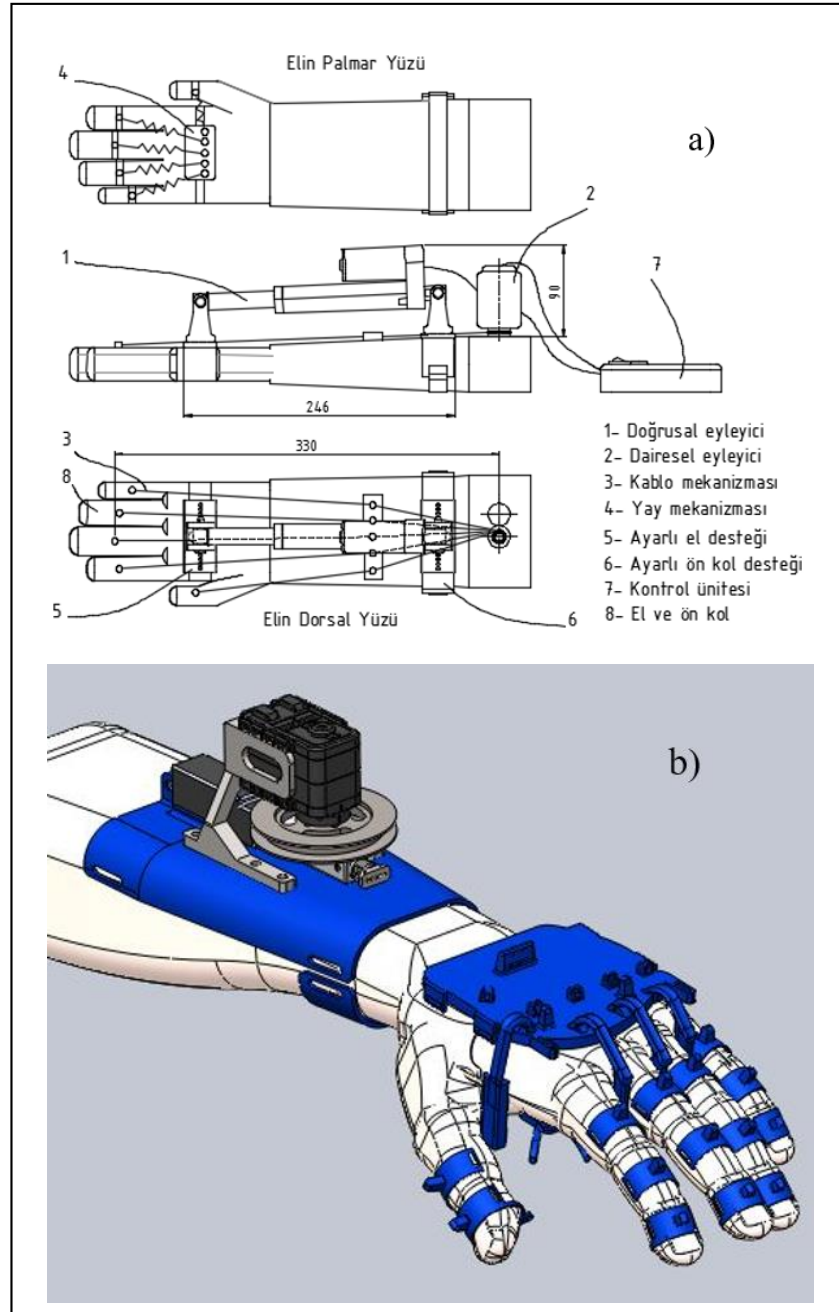 Elin Palmar Yüzü
4
a)
2
1
7
90
246
330
3
8
5
Elin Dorsal Yüzü
6
1- Doğrusal eyleyici
2- Dairesel eyleyici
3- Kablo mekanizması
4- Yay mekanizması
5- Ayarlı el desteği
6- Ayarlı ön kol desteği
7- Kontrol ünitesi
8- El ve ön kol
b)